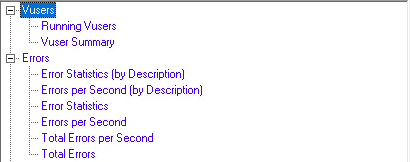 Vusers
Running Vusers
Vuser Summary
Errors
Error Statistics (by Description)
Errors per Second (by Description)
Error Statistics
Errors per Second
Total Errors per Second
Total Errors